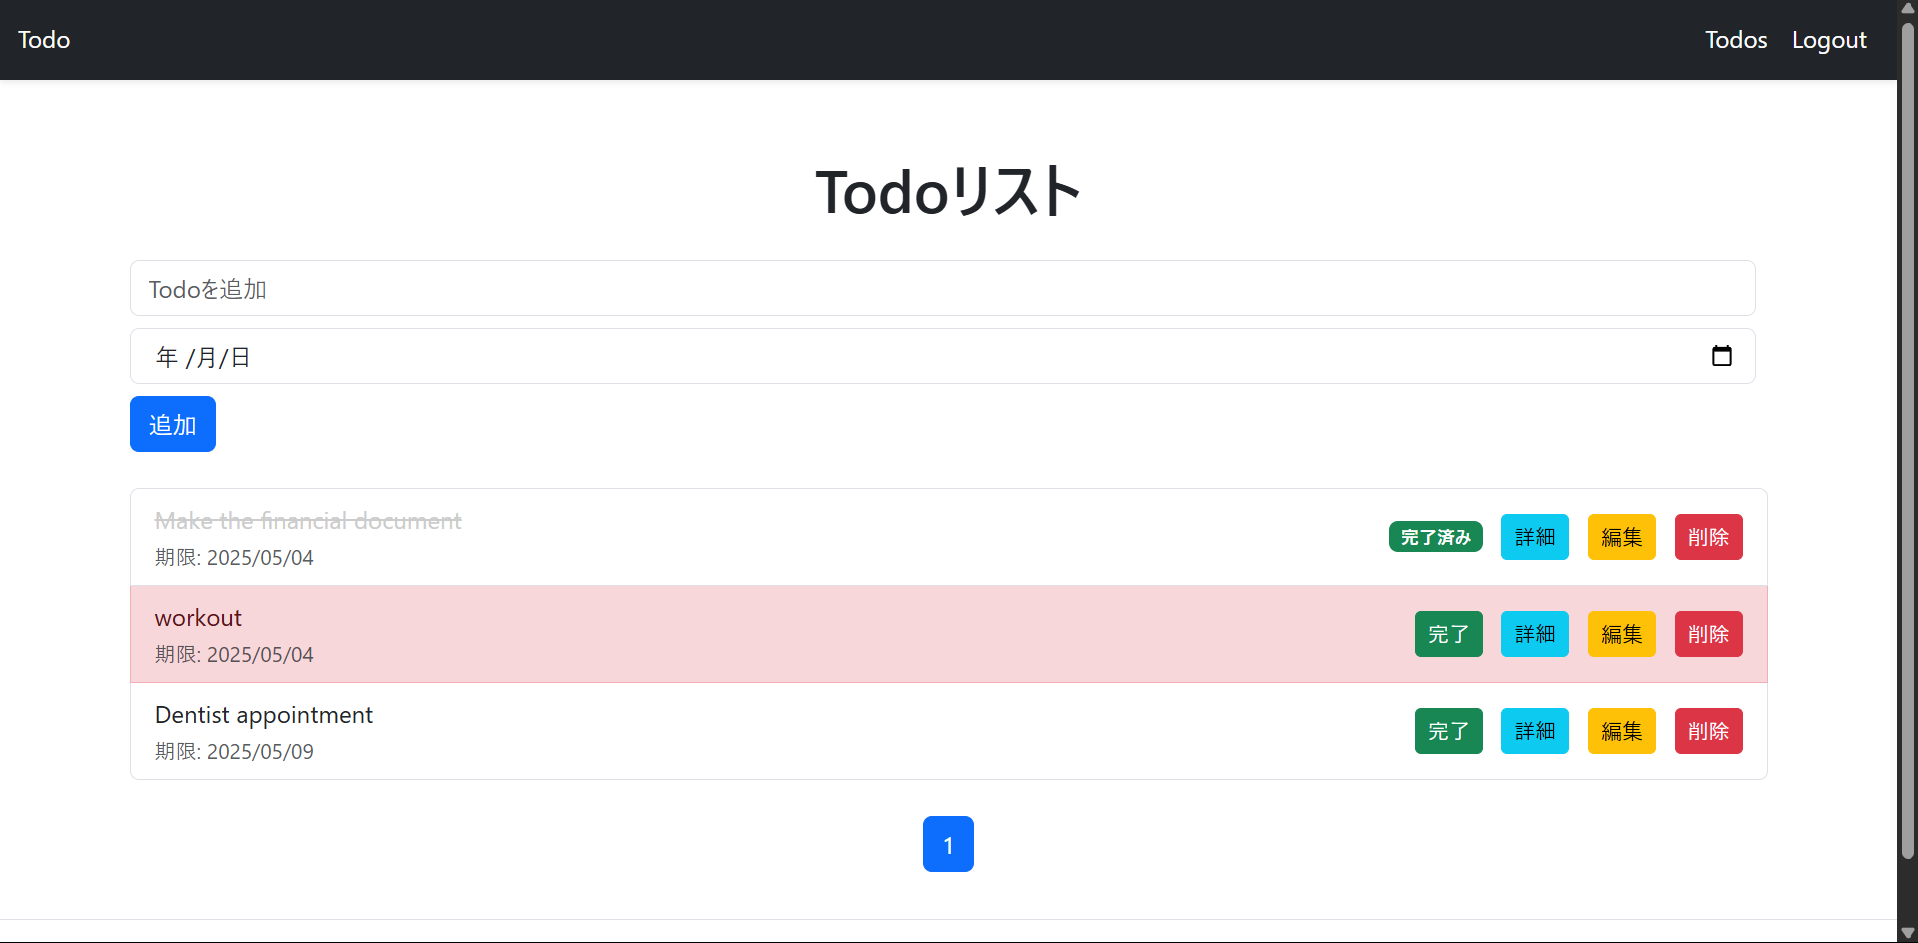 Todo
Todos Logout
Todoリスト
Todoを追加
年 /月/日
追加
Make the financial document
期限: 2025/05/04
完了済み 詳細 編集 削除
workout
期限: 2025/05/04
完了 詳細 編集 削除
Dentist appointment
期限: 2025/05/09
完了 詳細 編集 削除
1